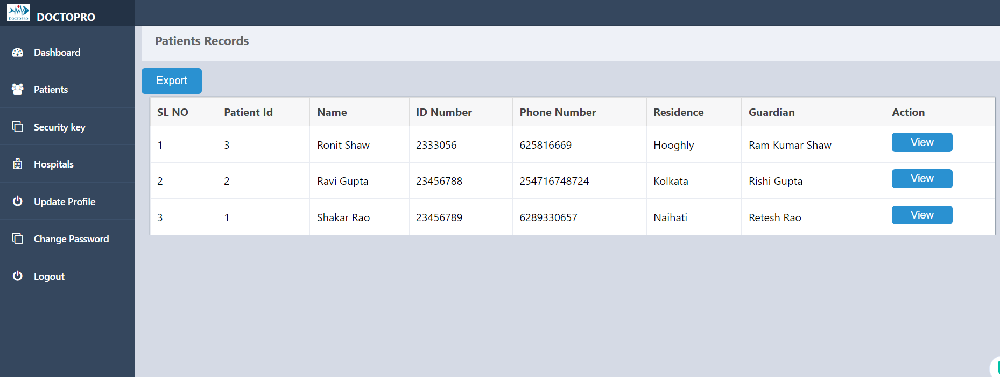 DOCTOPRO
DOCTOPRO
Dashboard
Patients
Security key
Hospitals
Update Profile
Change Password
Logout
Patients Records
Export
SL NO Patient Id Name ID Number Phone Number Residence Guardian Action
1 3 Ronit Shaw 2333056 625816669 Hooghly Ram Kumar Shaw View
2 2 Ravi Gupta 23456788 254716748724 Kolkata Rishi Gupta View
3 1 Shakar Rao 23456789 6289330657 Naihati Retesh Rao View